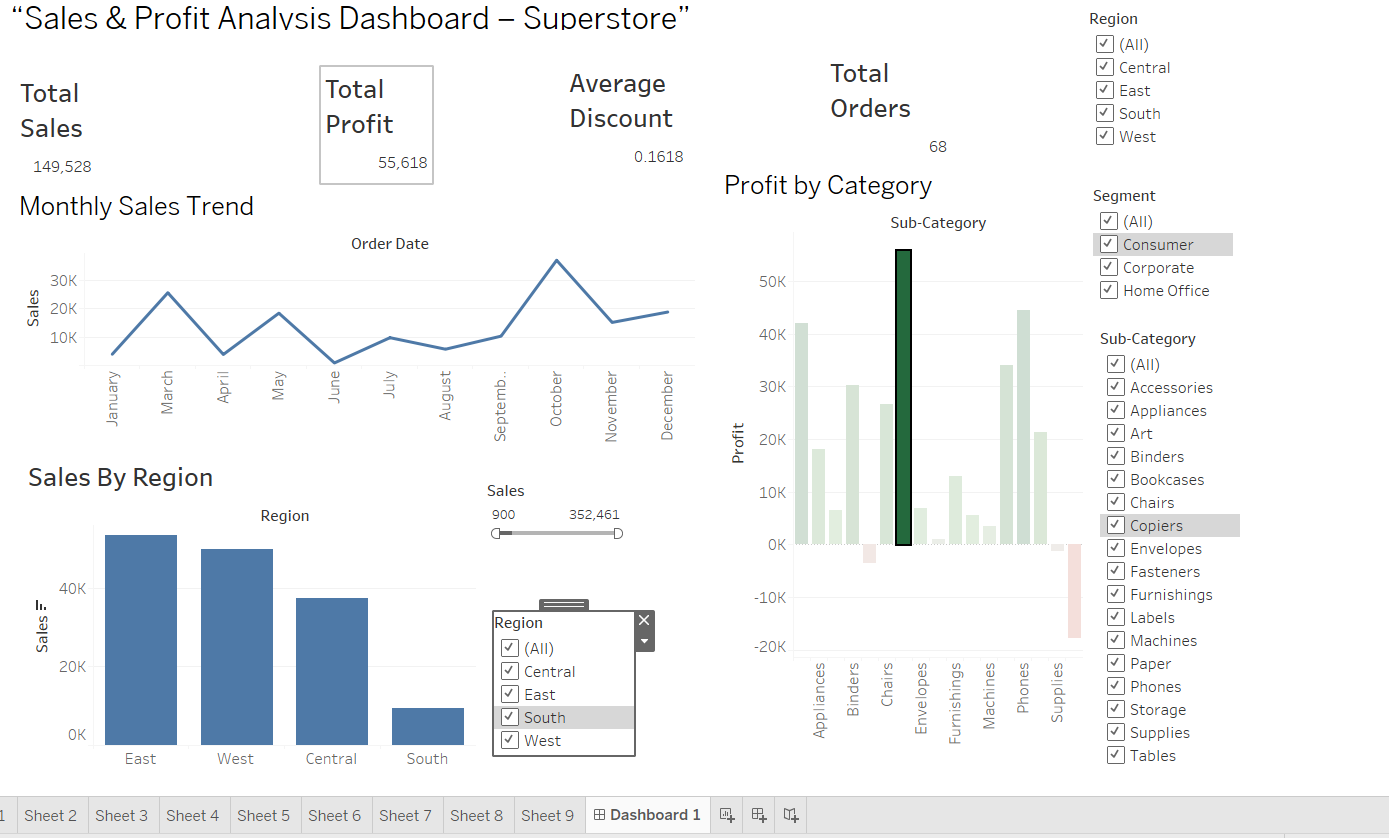 “Sales & Profit Analysis Dashboard – Superstore”
Total
Sales
149,528
Total
Profit
55,618
Average
Discount
0.1618
Total
Orders
68
Monthly Sales Trend
Order Date
Sales
30K
20K
10K
January
March
April
May
June
July
August
Septemb..
October
November
December
Profit by Category
Sub-Category
Profit
50K
40K
30K
20K
10K
0K
-10K
-20K
Appliances
Binders
Chairs
Envelopes
Furnishings
Machines
Phones
Supplies
Sales By Region
Region
Sales
40K
20K
0K
East
West
Central
South
Sales
900 352,461
Region
(All)
Central
East
South
West
Region
(All)
Central
East
South
West
Segment
(All)
Consumer
Corporate
Home Office
Sub-Category
(All)
Accessories
Appliances
Art
Binders
Bookcases
Chairs
Copiers
Envelopes
Fasteners
Furnishings
Labels
Machines
Paper
Phones
Storage
Supplies
Tables
1 Sheet 2 Sheet 3 Sheet 4 Sheet 5 Sheet 6 Sheet 7 Sheet 8 Sheet 9 Dashboard 1